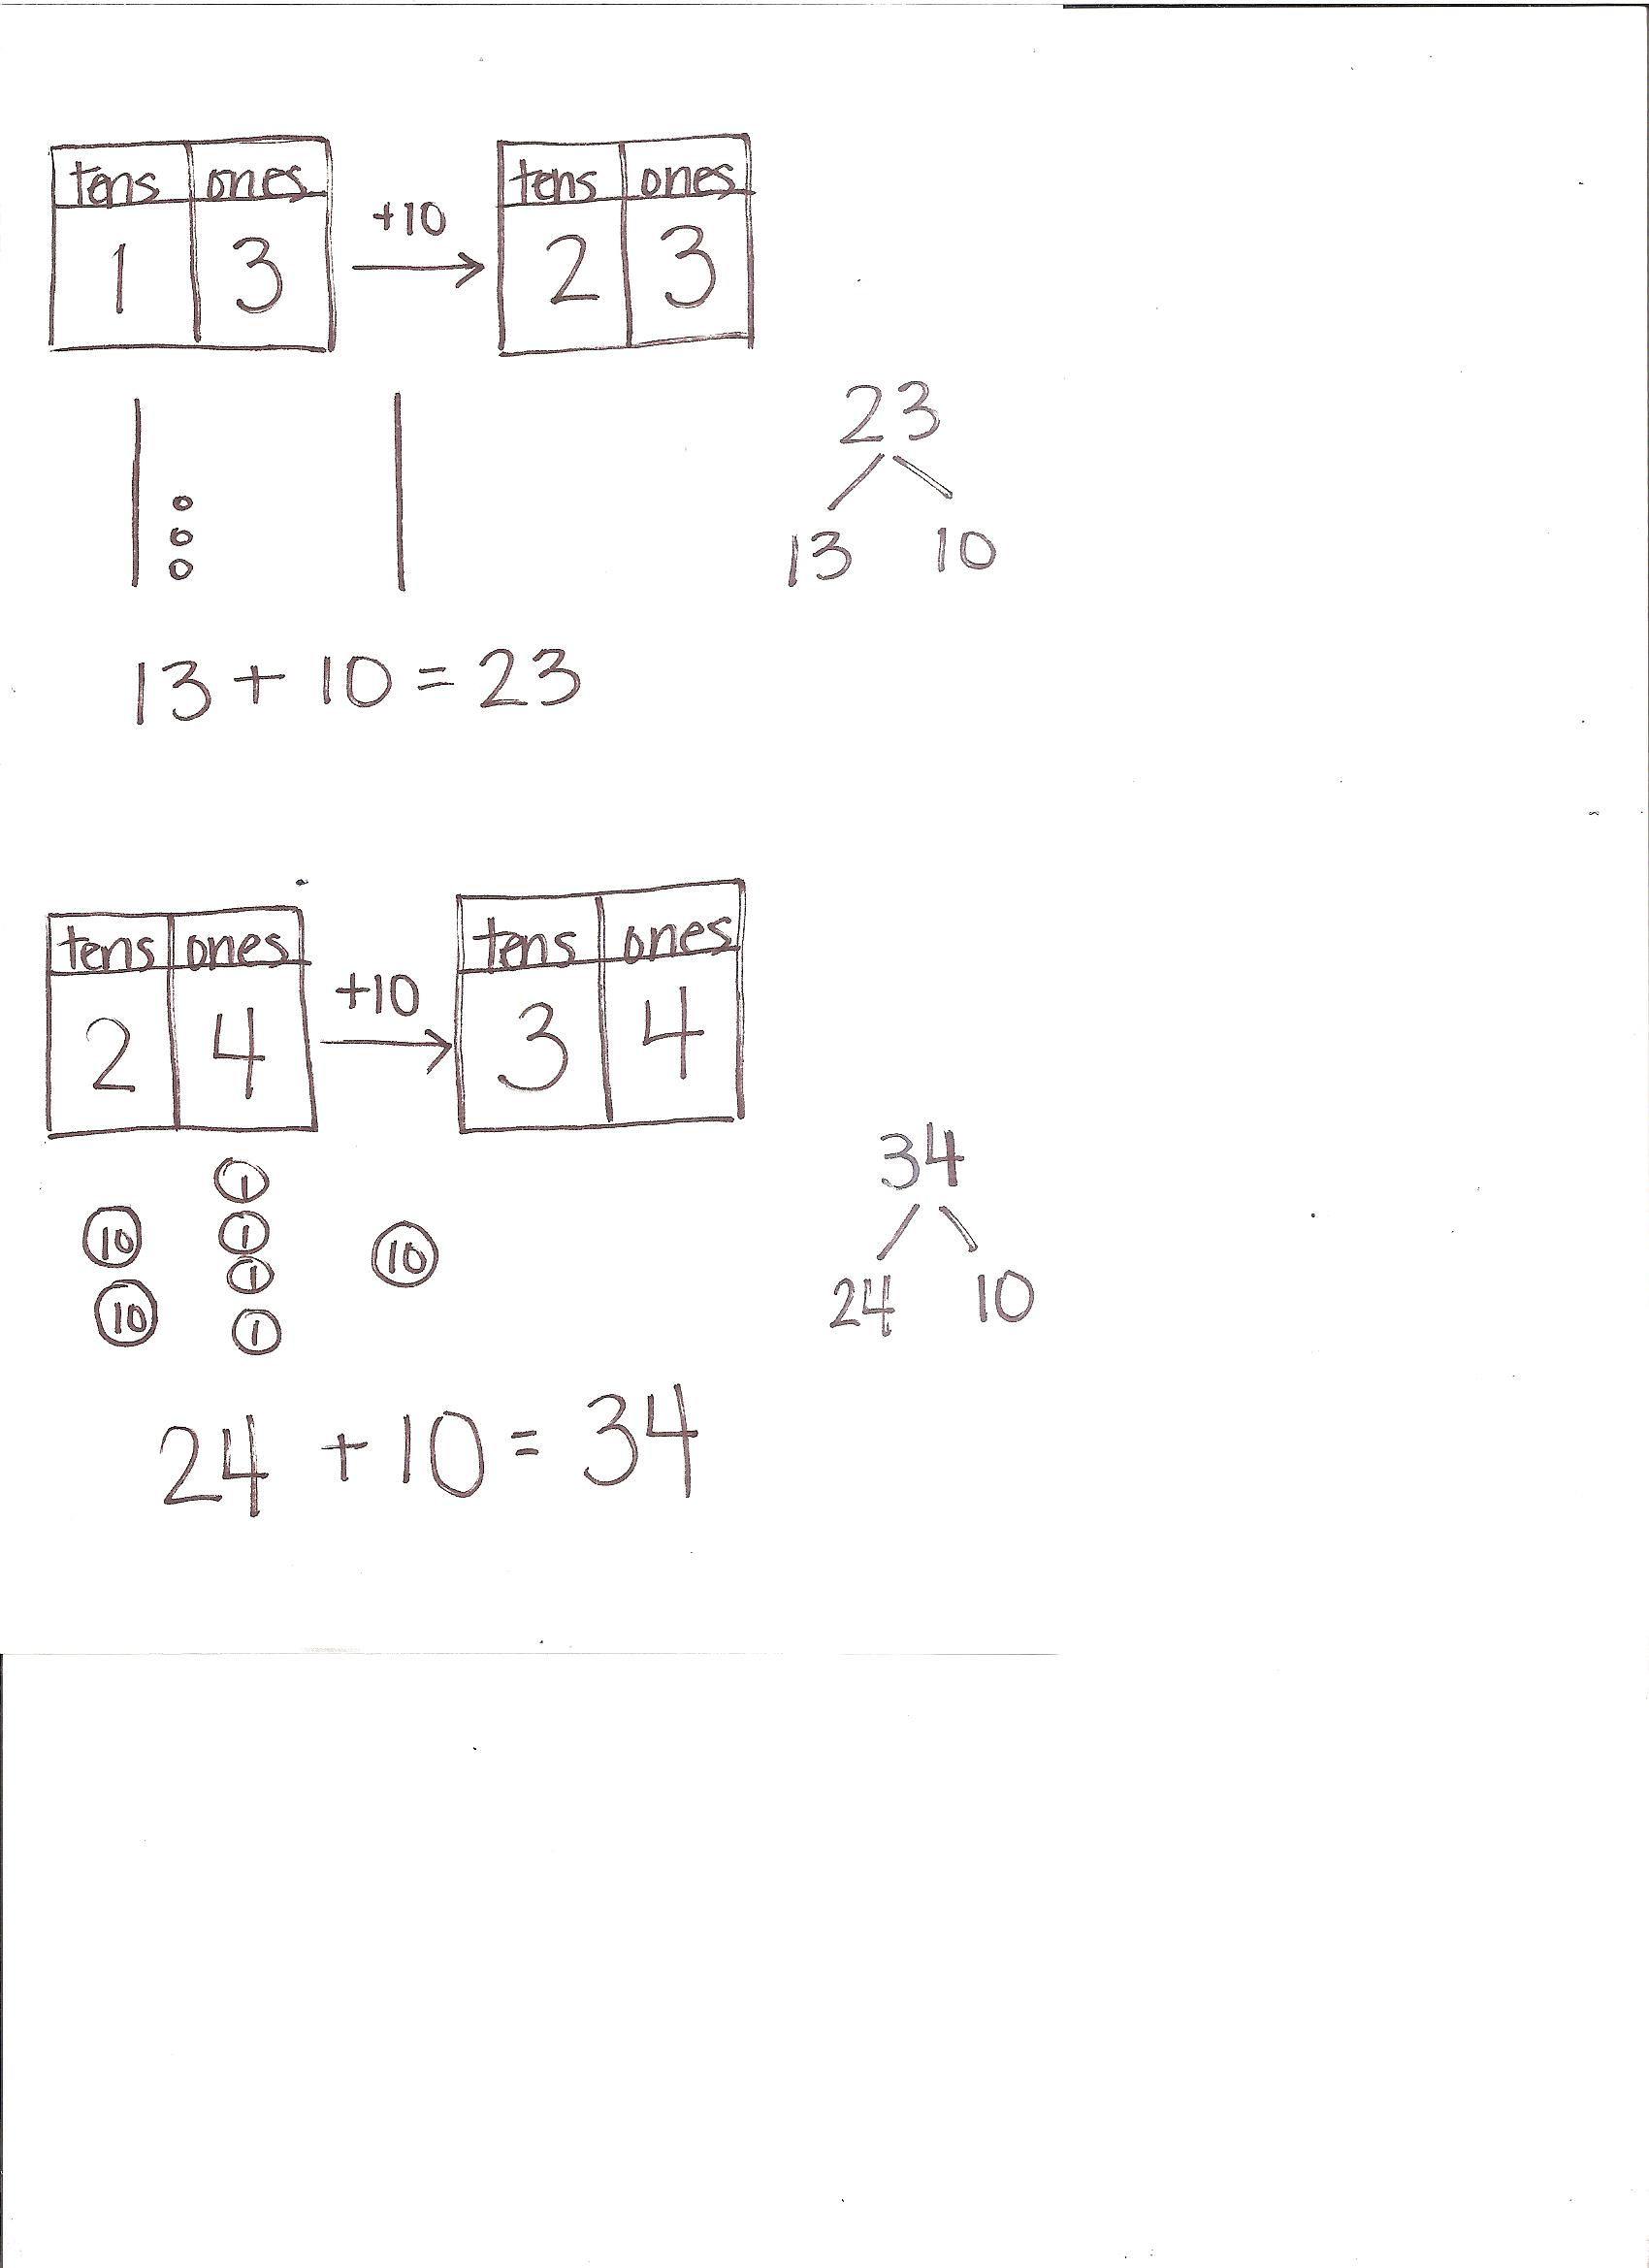 tens ones tens ones
+10
1 3 2 3
23
13 10
13 + 10 = 23
tens ones tens ones
+10
2 4 3 4
34
1
10 1 10
1
24 10
10 1
24 + 10 = 34